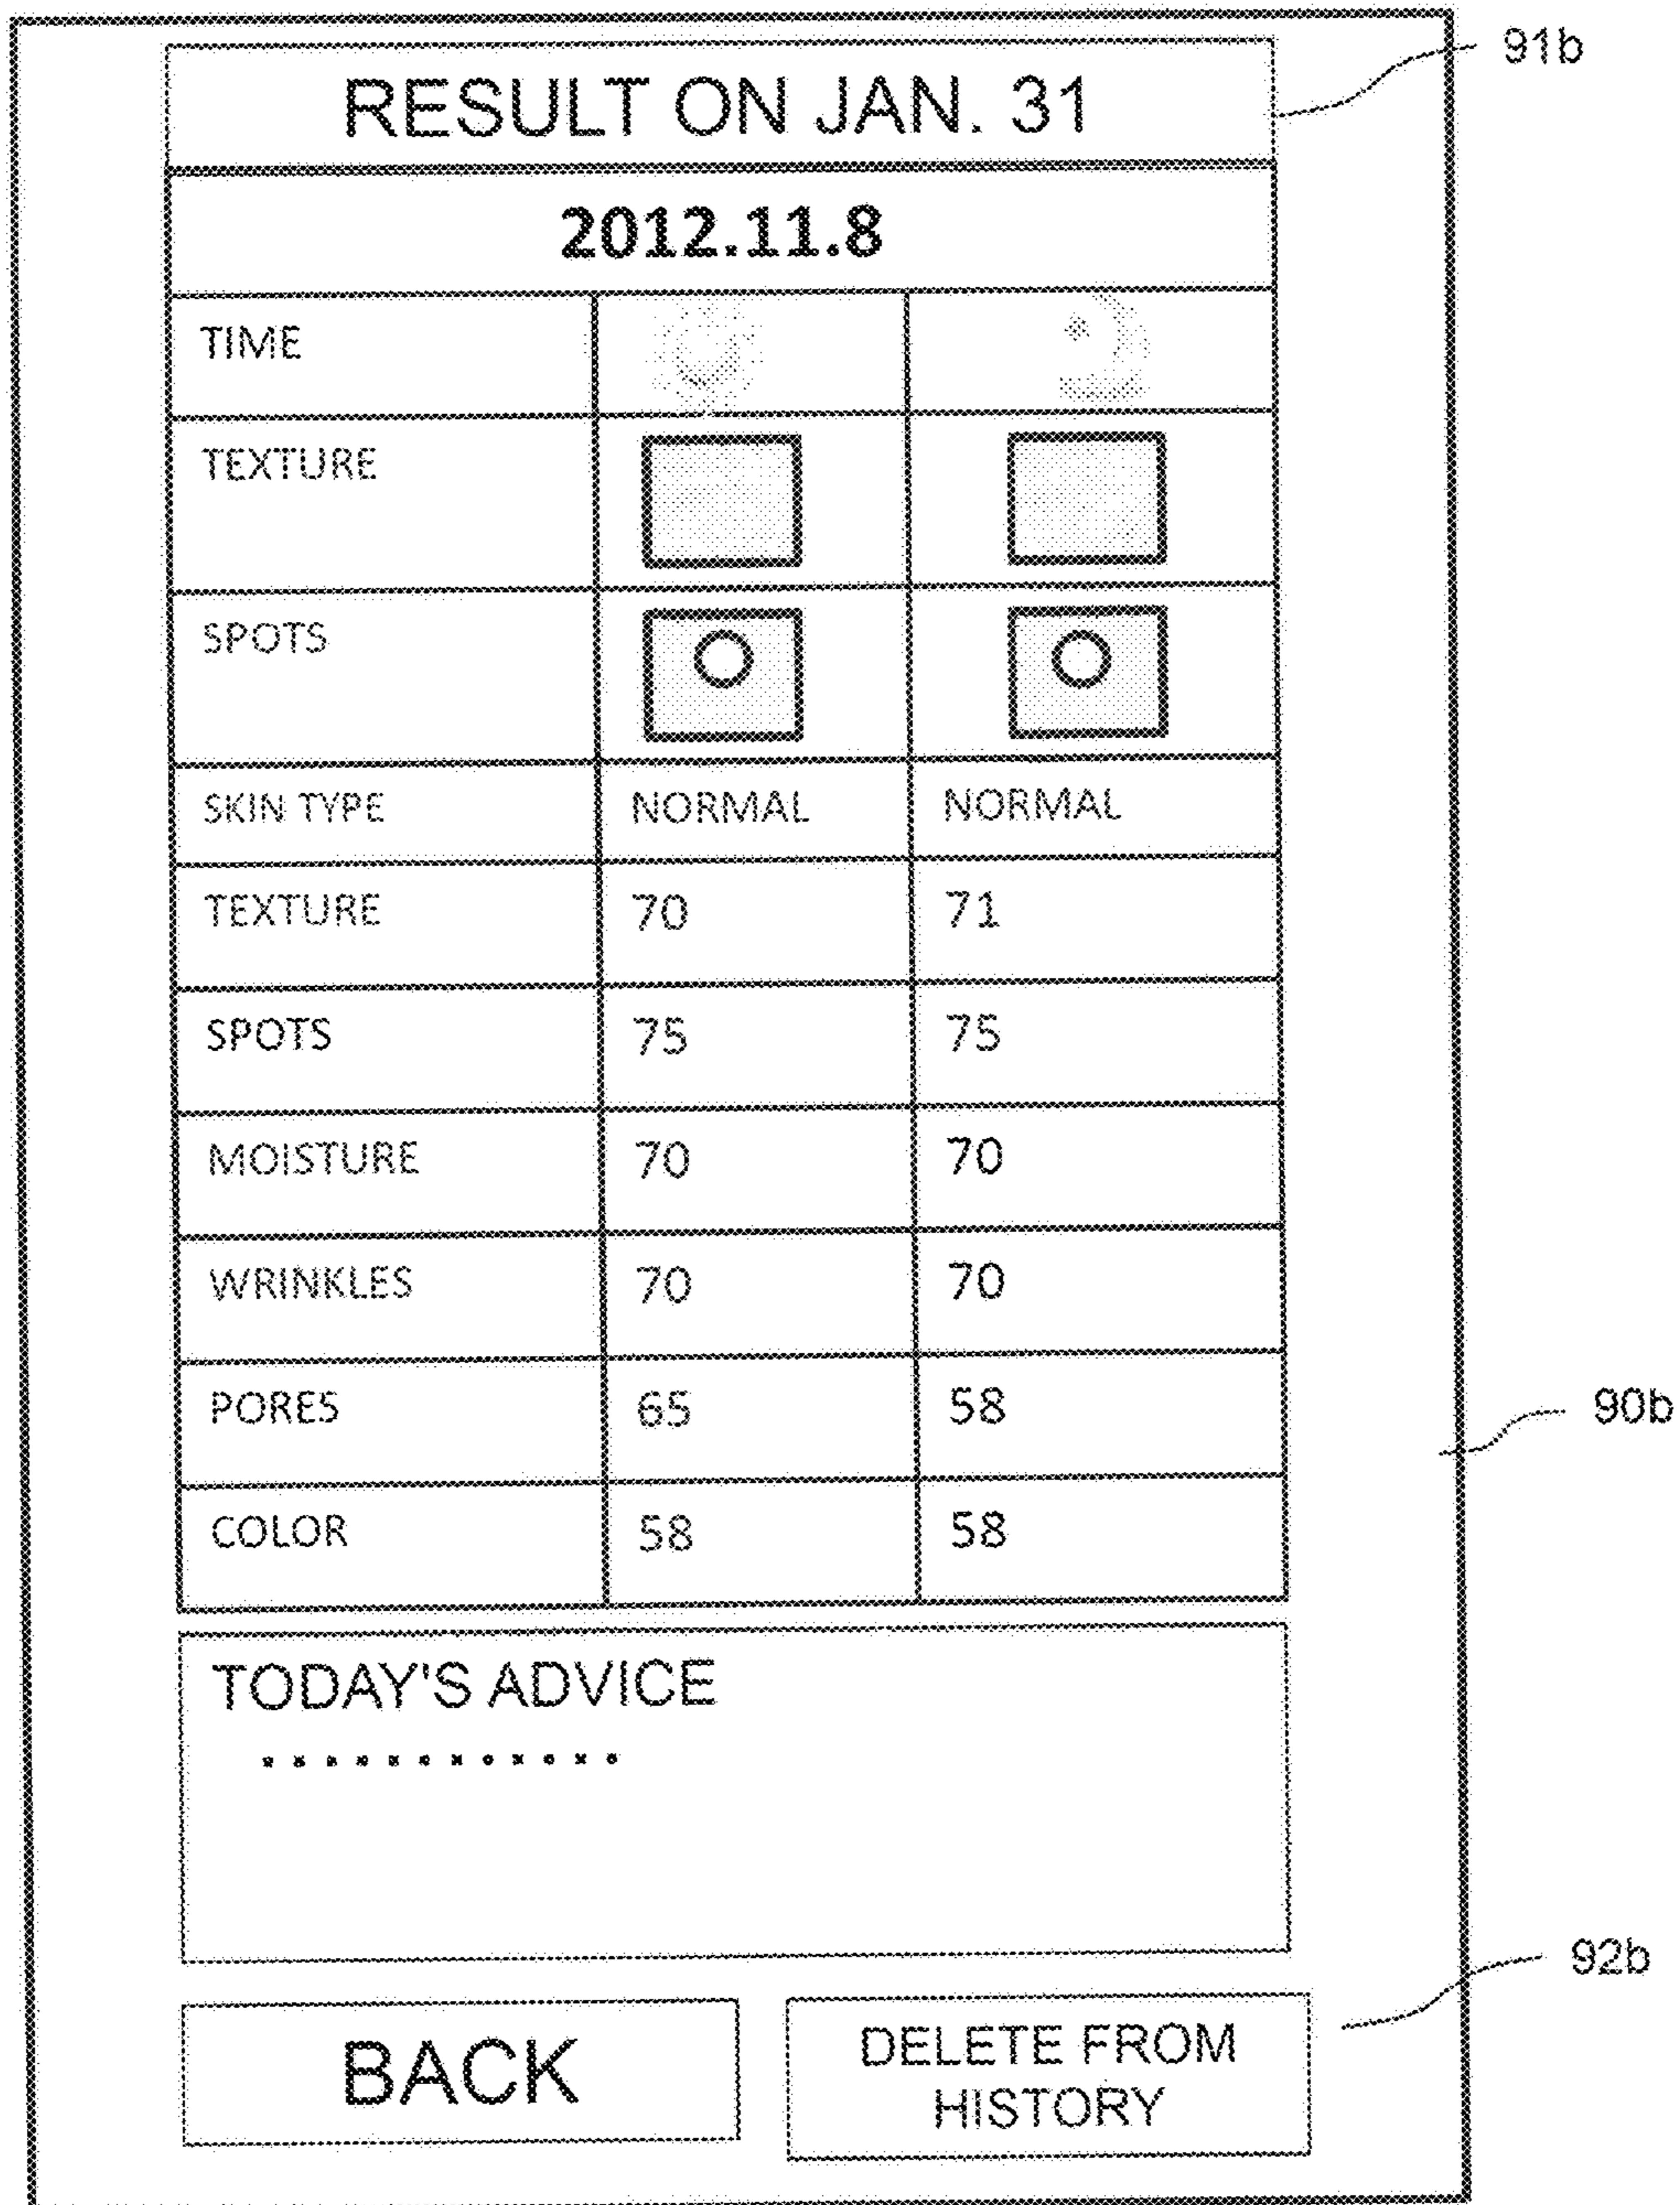 RESULT ON JAN. 31
91b
2012.11.8
TIME
TEXTURE
SPOTS
SKIN TYPE NORMAL NORMAL
TEXTURE 70 71
SPOTS 75 75
MOISTURE 70 70
WRINKLES 70 70
PORES 65 58
90b
COLOR 58 58
TODAY'S ADVICE
............
92b
BACK
DELETE FROM
HISTORY